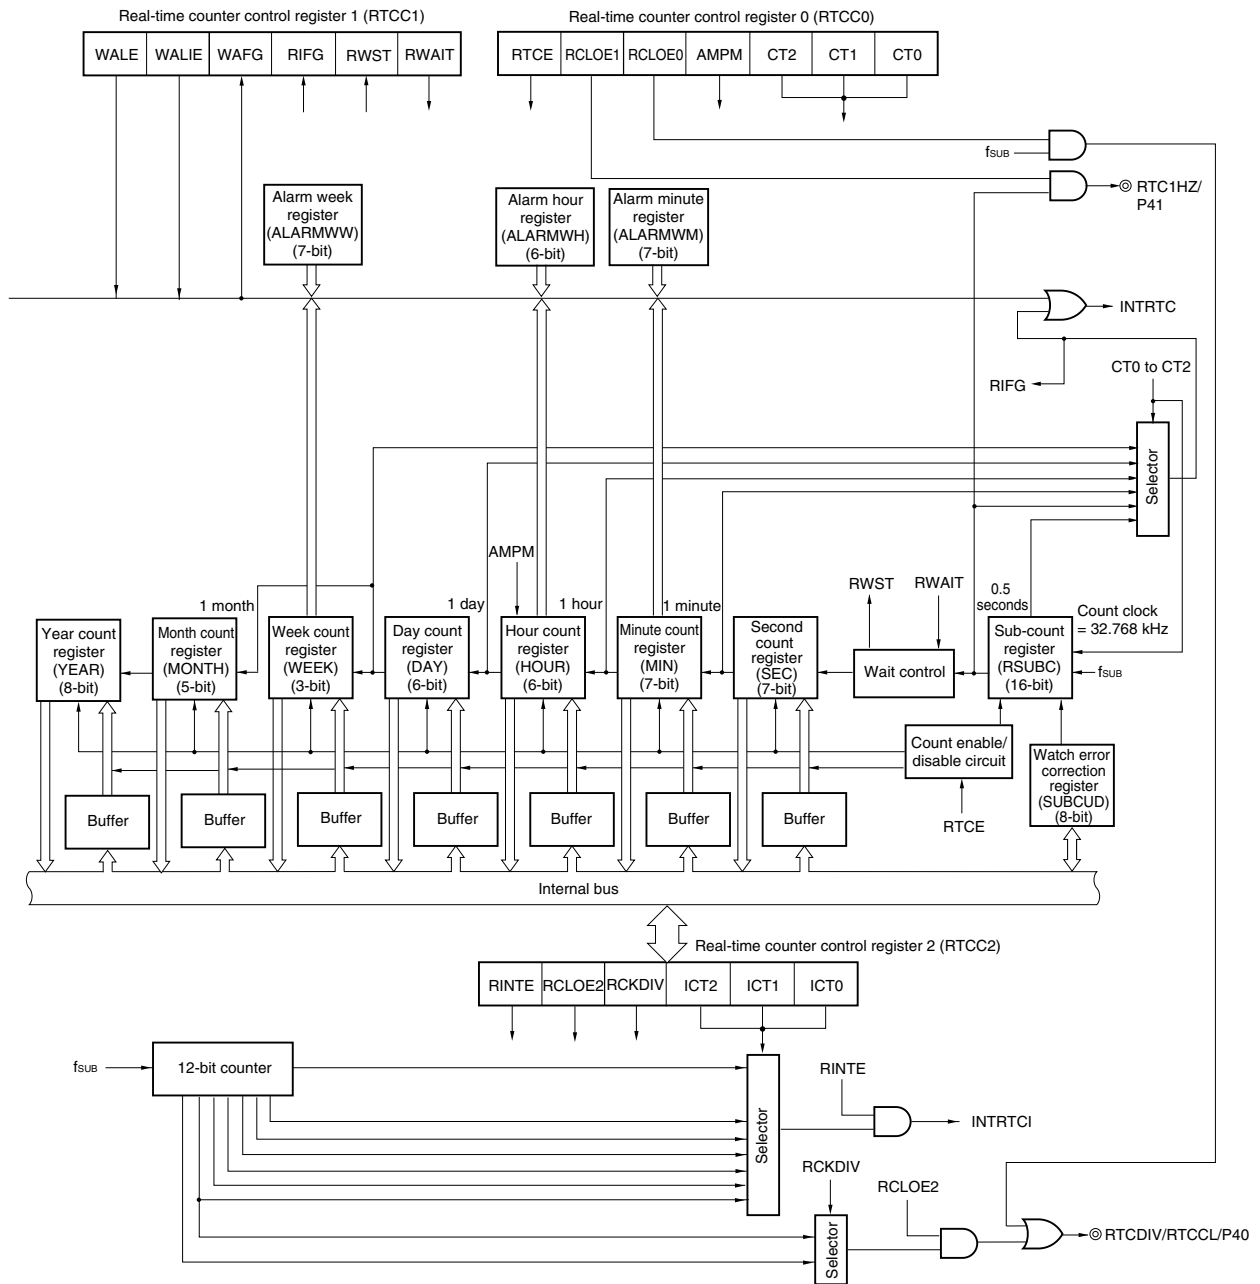 Real-time counter control register 1 (RTCC1)
Real-time counter control register 0 (RTCC0)
WALE WALIE WAFG RIFG RWST RWAIT
RTCE RCLOE1 RCLOE0 AMPM CT2 CT1 CT0
fSUB
RTC1HZ/
P41
Alarm week
register
(ALARMWW)
(7-bit)
Alarm hour
register
(ALARMWH)
(6-bit)
Alarm minute
register
(ALARMWM)
(7-bit)
INTRTC
RIFG
CT0 to CT2
Selector
AMPM
RWST
RWAIT
0.5
seconds
1 month
1 day
1 hour
1 minute
Count clock
= 32.768 kHz
Year count
register
(YEAR)
(8-bit)
Month count
register
(MONTH)
(5-bit)
Week count
register
(WEEK)
(3-bit)
Day count
register
(DAY)
(6-bit)
Hour count
register
(HOUR)
(6-bit)
Minute count
register
(MIN)
(7-bit)
Second
count
register
(SEC)
(7-bit)
Wait control
Sub-count
register
(RSUBC)
(16-bit)
fSUB
Count enable/
disable circuit
Watch error
correction
register
(SUBCUD)
(8-bit)
RTCE
Buffer
Buffer
Buffer
Buffer
Buffer
Buffer
Buffer
Internal bus
Real-time counter control register 2 (RTCC2)
RINTE RCLOE2 RCKDIV ICT2 ICT1 ICT0
fSUB
12-bit counter
Selector
RINTE
INTRTCI
RCKDIV
RCLOE2
Selector
RTCDIV/RTCCL/P40